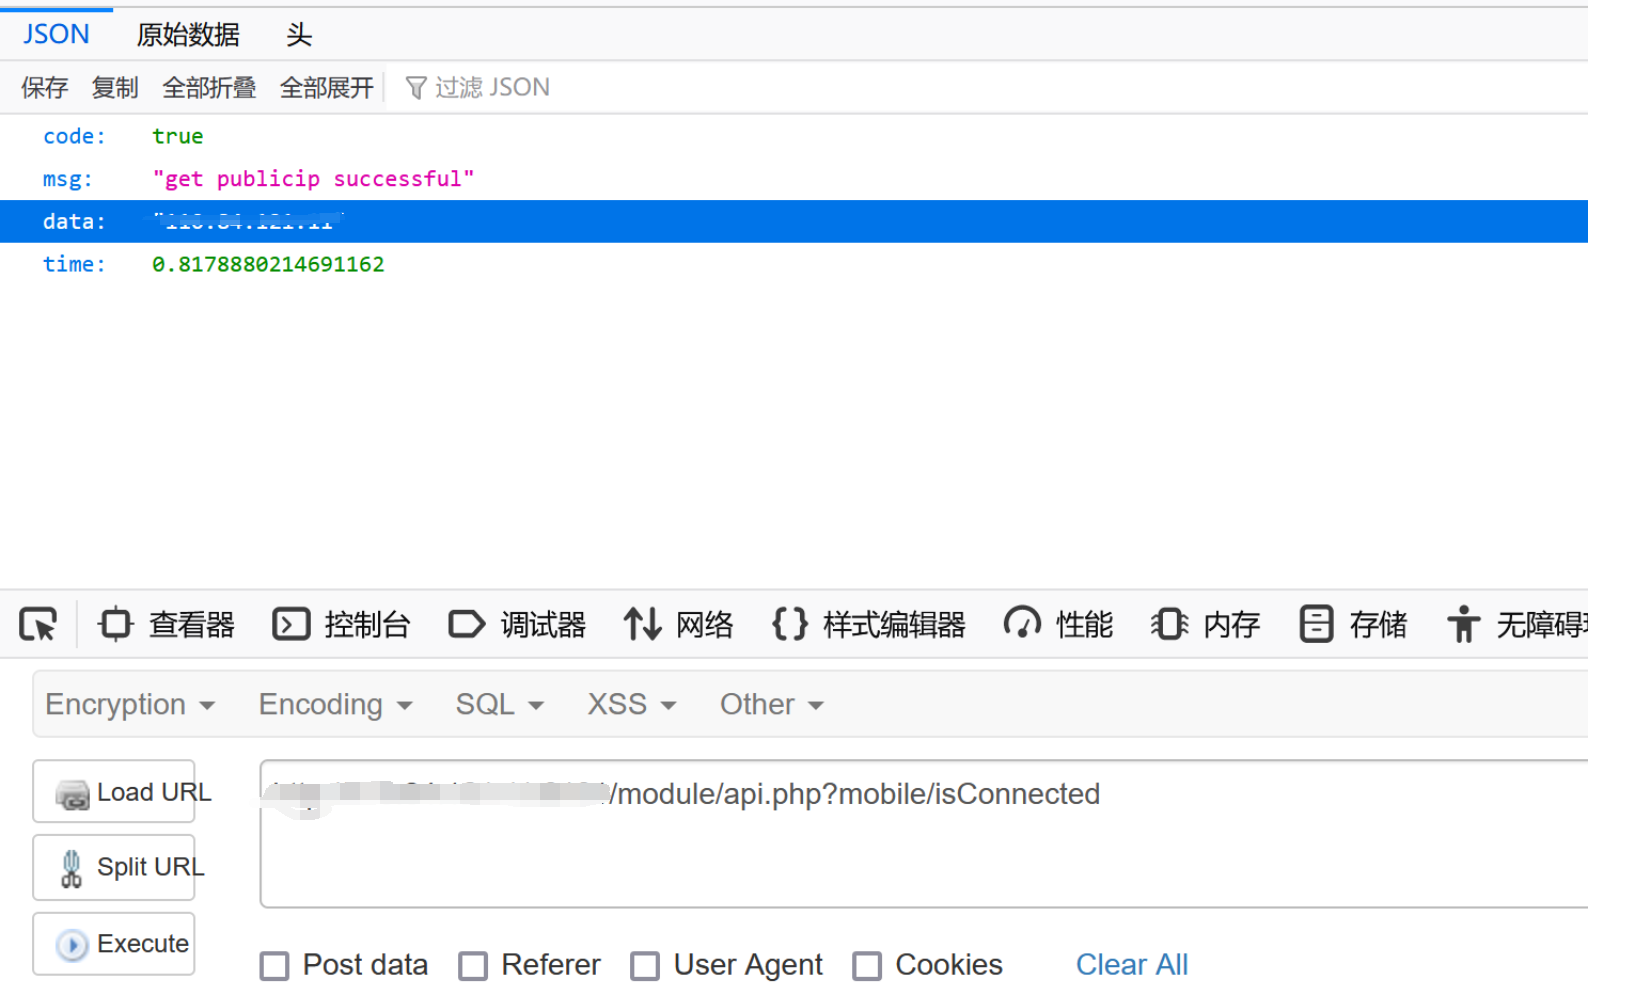 JSON 原始数据 头
保存 复制 全部折叠 全部展开 过滤 JSON
code: true
msg: "get publicip successful"
data:
time: 0.8178880214691162
查看器 控制台 调试器 网络 样式编辑器 性能 内存 存储 无障碍
Encryption Encoding SQL XSS Other
Load URL
/module/api.php?mobile/isConnected
Split URL
Execute
Post data Referer User Agent Cookies Clear All